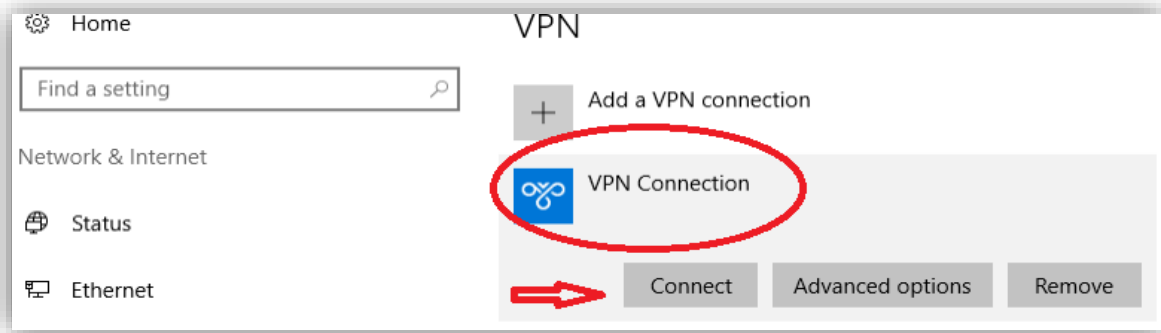 Home
Find a setting
Network & Internet
Status
Ethernet
VPN
Add a VPN connection
VPN Connection
Connect
Advanced options
Remove